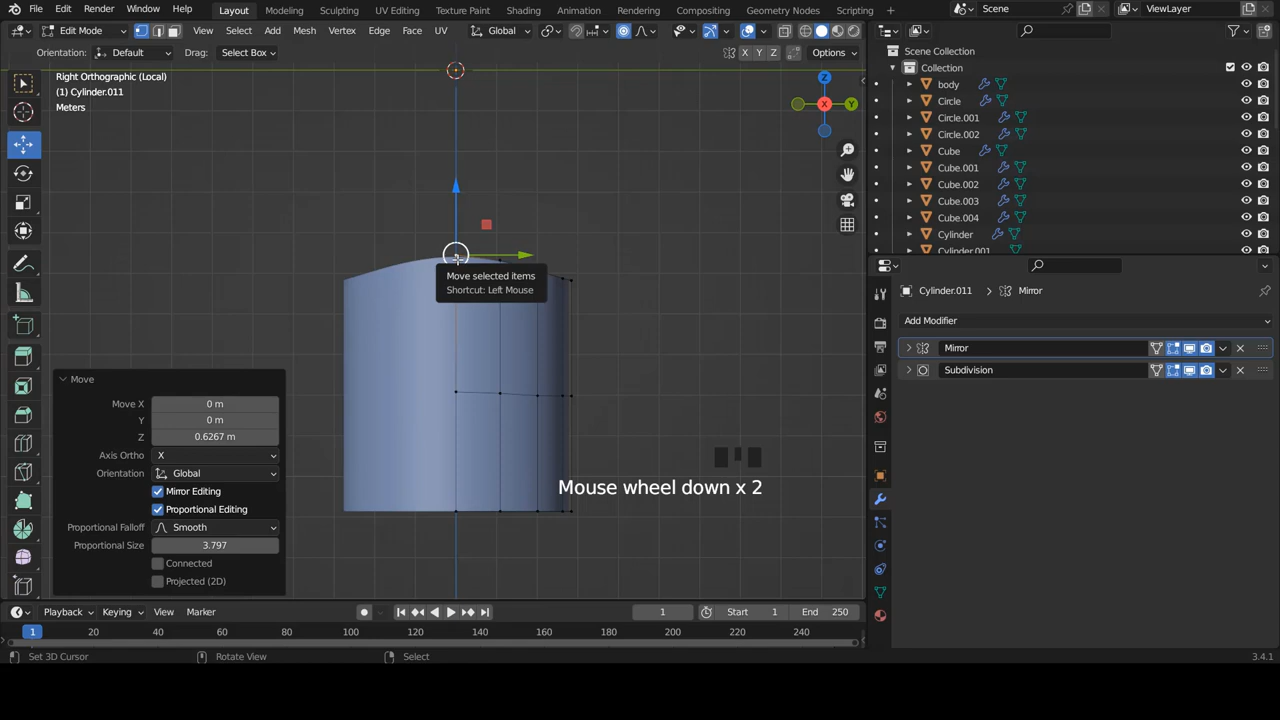 File Edit Render Window Help Layout Modeling Sculpting UV Editing Texture Paint Shading Animation Rendering Compositing Geometry Nodes Scripting Scene ViewLayer
Edit Mode View Select Add Mesh Vertex Edge Face UV Global Options
Orientation: Default Drag: Select Box X Y Z Options
Right Orthographic (Local)
(1) Cylinder.011
Meters
Z
X
Y
Move selected items
Shortcut: Left Mouse
Move
Move X 0 m
Y 0 m
Z 0.6267 m
Axis Ortho X
Orientation Global
Mirror Editing
Proportional Editing
Proportional Falloff Smooth
Proportional Size 3.797
Connected
Projected (2D)
Mouse wheel down x 2
Scene Collection
Collection
body
Circle
Circle.001
Circle.002
Cube
Cube.001
Cube.002
Cube.003
Cube.004
Cylinder
Cylinder.001
Cylinder.011 Mirror
Add Modifier
Mirror
Subdivision
Playback Keying View Marker 1 Start 1 End 250
1 20 40 60 80 100 120 140 160 180 200 220 240
Set 3D Cursor Rotate View Select 3.4.1